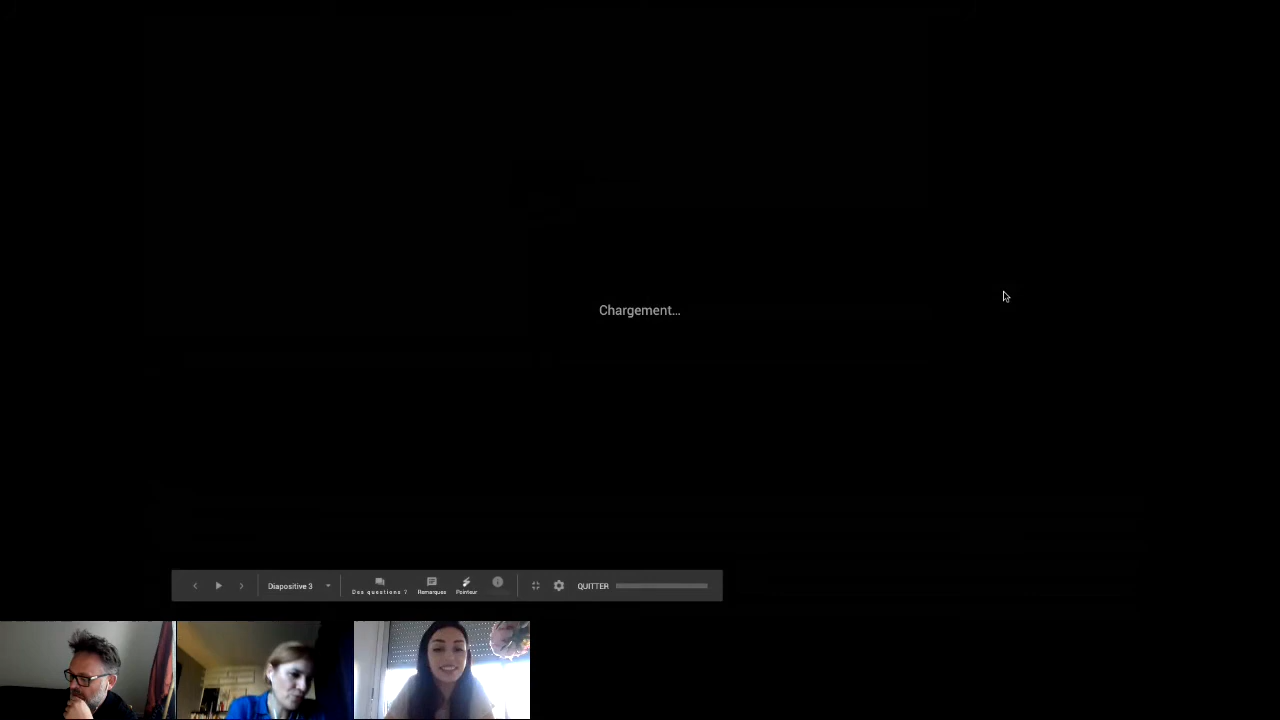 Chargement...
Diapositive 3
Des questions ?
Remarques
Pointeur
QUITTER